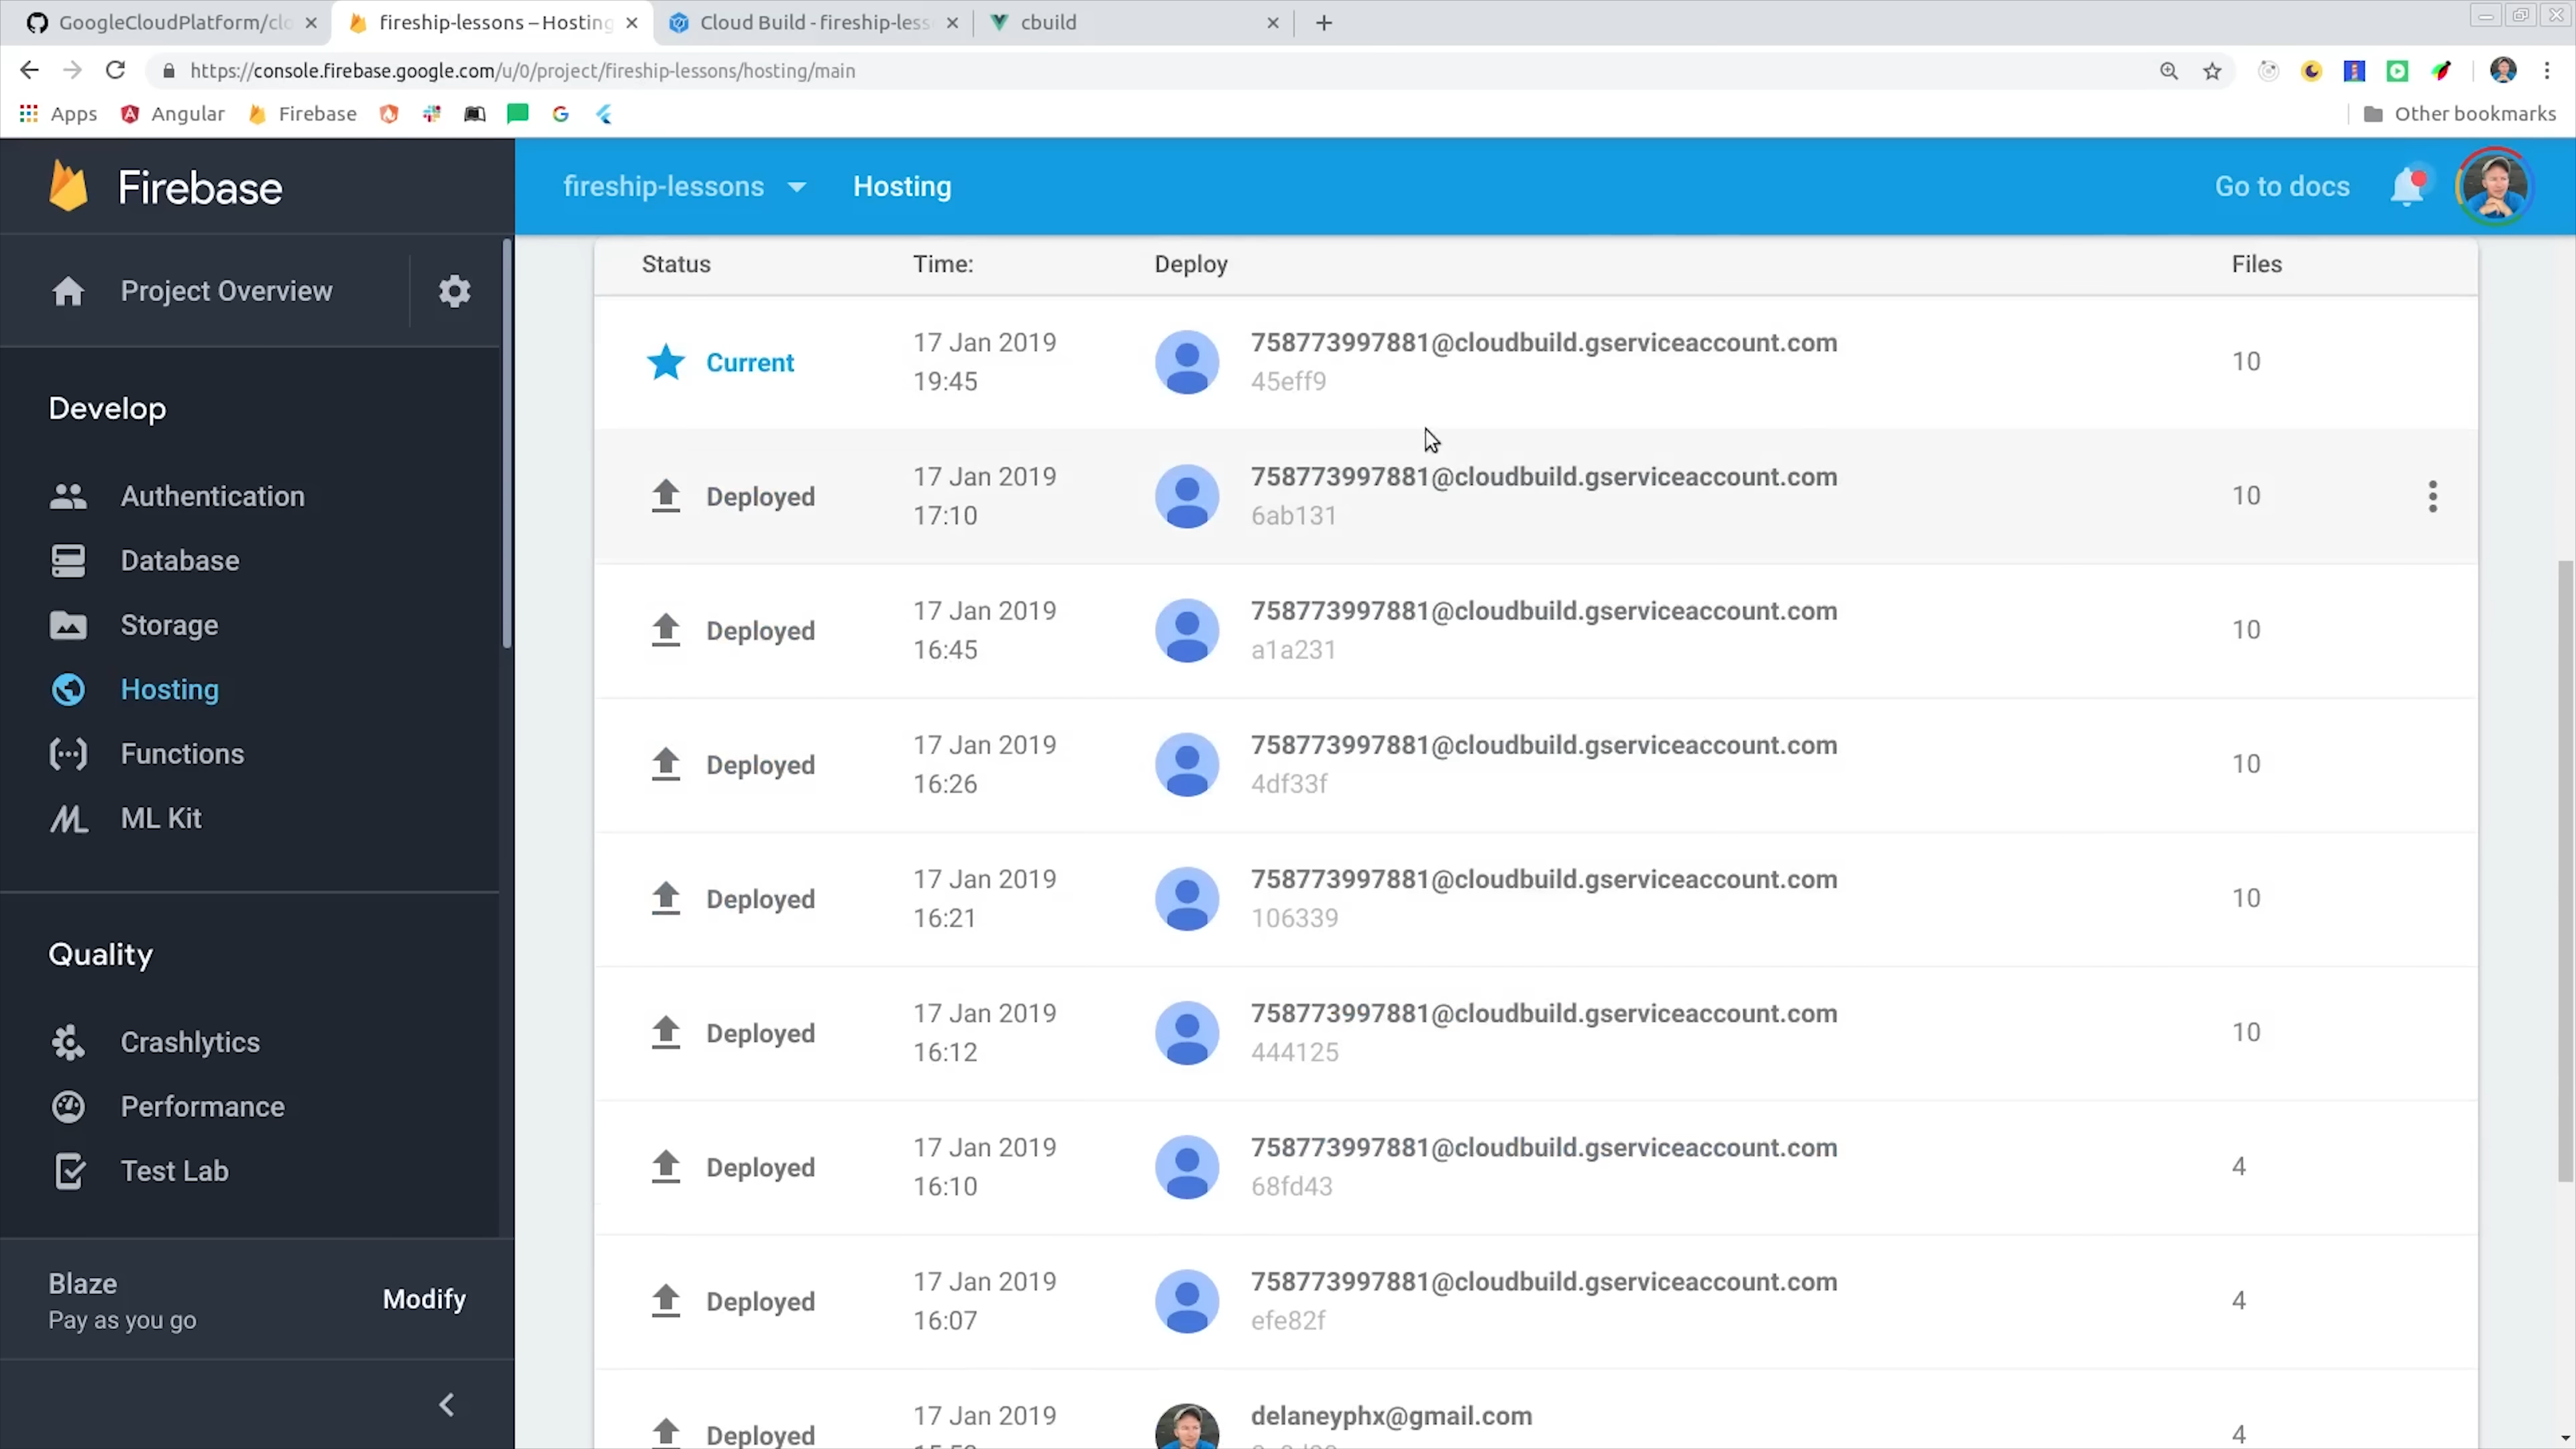 GoogleCloudPlatform/clo
fireship-lessons – Hosting
Cloud Build - fireship-less
cbuild
https://console.firebase.google.com/u/0/project/fireship-lessons/hosting/main
Apps
Angular
Firebase
Other bookmarks
Firebase
fireship-lessons
Hosting
Go to docs
Project Overview
Develop
Authentication
Database
Storage
Hosting
Functions
ML Kit
Quality
Crashlytics
Performance
Test Lab
Blaze
Pay as you go
Modify
Status Time: Deploy Files
Current 17 Jan 2019 758773997881@cloudbuild.gserviceaccount.com 10
19:45 45eff9
Deployed 17 Jan 2019 758773997881@cloudbuild.gserviceaccount.com 10
17:10 6ab131
Deployed 17 Jan 2019 758773997881@cloudbuild.gserviceaccount.com 10
16:45 a1a231
Deployed 17 Jan 2019 758773997881@cloudbuild.gserviceaccount.com 10
16:26 4df33f
Deployed 17 Jan 2019 758773997881@cloudbuild.gserviceaccount.com 10
16:21 106339
Deployed 17 Jan 2019 758773997881@cloudbuild.gserviceaccount.com 10
16:12 444125
Deployed 17 Jan 2019 758773997881@cloudbuild.gserviceaccount.com 4
16:10 68fd43
Deployed 17 Jan 2019 758773997881@cloudbuild.gserviceaccount.com 4
16:07 efe82f
Deployed 17 Jan 2019 delaneyphx@gmail.com 4